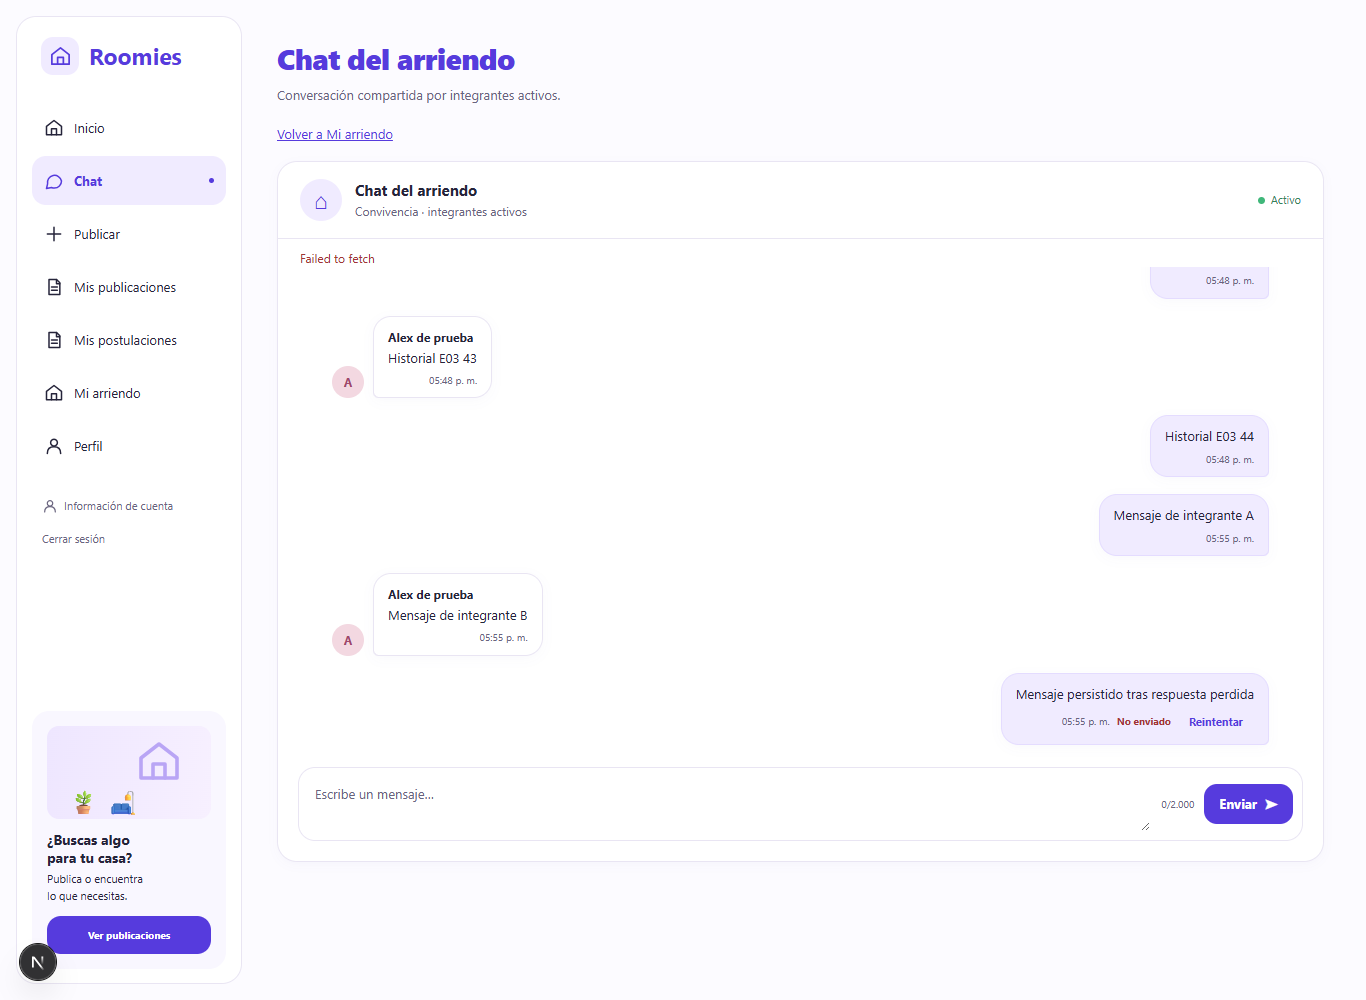 Roomies
Inicio
Chat
Publicar
Mis publicaciones
Mis postulaciones
Mi arriendo
Perfil
Información de cuenta
Cerrar sesión
¿Buscas algo
para tu casa?
Publica o encuentra
lo que necesitas.
Ver publicaciones
N
Chat del arriendo
Conversación compartida por integrantes activos.
Volver a Mi arriendo
Chat del arriendo
Convivencia · integrantes activos
Activo
Failed to fetch
05:48 p. m.
Alex de prueba
Historial E03 43
05:48 p. m.
A
Historial E03 44
05:48 p. m.
Mensaje de integrante A
05:55 p. m.
Alex de prueba
Mensaje de integrante B
05:55 p. m.
A
Mensaje persistido tras respuesta perdida
05:55 p. m. No enviado Reintentar
Escribe un mensaje...
0/2.000
Enviar